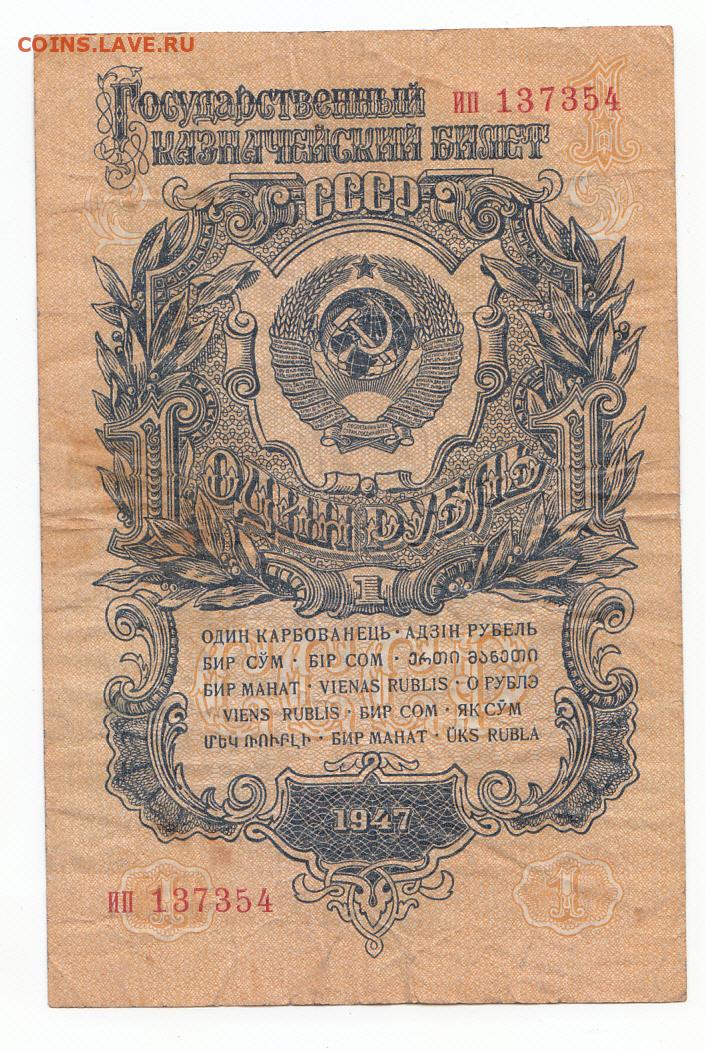 COINS.LAVE.RU
Государственный ип 137354
казначейский билет
СССР
1 1
ОДИН РУБЛЬ
1
ОДИН КАРБОВАНЕЦЬ · АДЗІН РУБЕЛЬ
БИР СЎМ · БІР СОМ · ერთი მანეთი
БИР МАНАТ · VIENAS RUBLIS · О РУБЛЭ
VIENS RUBLIS · БИР СОМ · ЯК СӮМ
ՄԵԿ ՌՈՒԲԼԻ · БИР МАНАТ · ÜKS RUBLA
1947
ип 137354
1 1